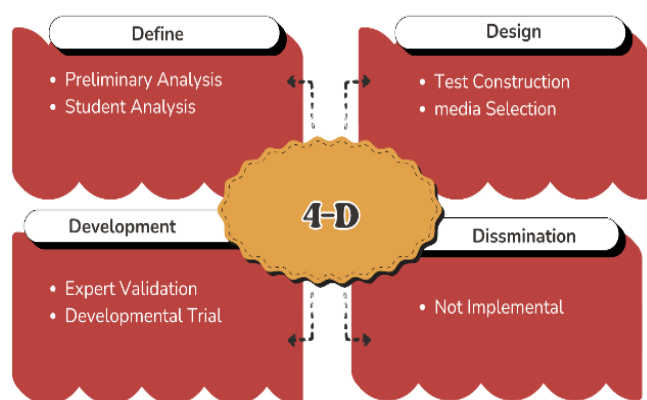 Define
• Preliminary Analysis
• Student Analysis
Design
• Test Construction
• media Selection
4-D
Development
• Expert Validation
• Developmental Trial
Dissmination
• Not Implemental